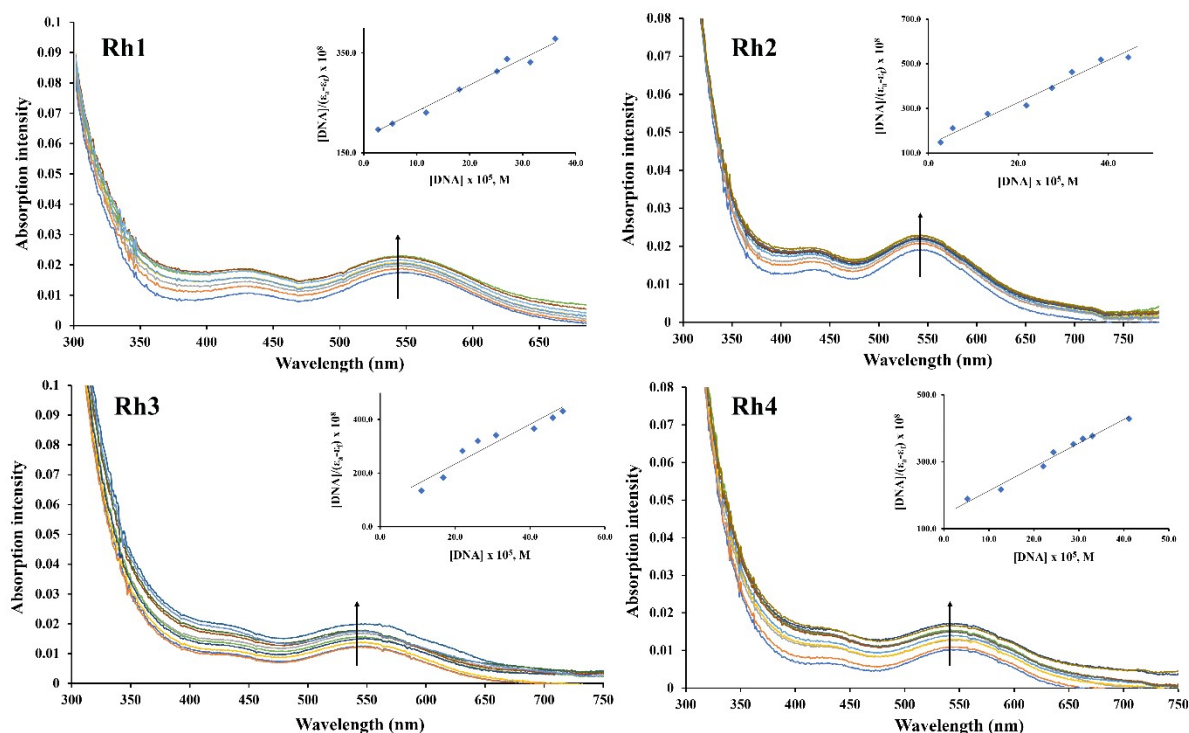 Rh1
Absorption intensity
0.1
0.09
0.08
0.07
0.06
0.05
0.04
0.03
0.02
0.01
0
300 350 400 450 500 550 600 650
Wavelength (nm)
[DNA]/(εₐ-εf) x 10⁸
350.0
150.0
0.0 10.0 20.0 30.0 40.0
[DNA] x 10⁵, M
Rh2
Absorption intensity
0.08
0.07
0.06
0.05
0.04
0.03
0.02
0.01
0
300 350 400 450 500 550 600 650 700 750
Wavelength (nm)
[DNA]/(εₐ-εf) x 10⁸
700.0
500.0
300.0
100.0
0.0 20.0 40.0
[DNA] x 10⁵, M
Rh3
Absorption intensity
0.1
0.09
0.08
0.07
0.06
0.05
0.04
0.03
0.02
0.01
0
300 350 400 450 500 550 600 650 700 750
Wavelength (nm)
[DNA]/(εₐ-εf) x 10⁸
400.0
200.0
0.0
0.0 20.0 40.0 60.0
[DNA] x 10⁵, M
Rh4
Absorption intensity
0.08
0.07
0.06
0.05
0.04
0.03
0.02
0.01
0
300 350 400 450 500 550 600 650 700 750
Wavelength (nm)
[DNA]/(εₐ-εf) x 10⁸
500.0
300.0
100.0
0.0 10.0 20.0 30.0 40.0 50.0
[DNA] x 10⁵, M